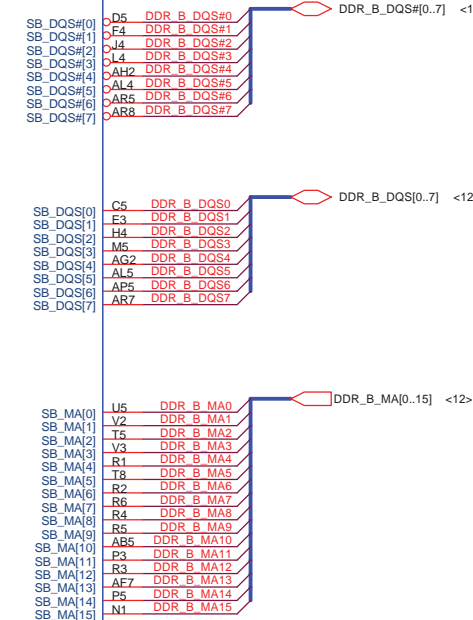 SB_DQS#[0] D5 DDR_B_DQS#0 DDR_B_DQS#[0..7] <1
SB_DQS#[1] F4 DDR_B_DQS#1
SB_DQS#[2] J4 DDR_B_DQS#2
SB_DQS#[3] L4 DDR_B_DQS#3
SB_DQS#[4] AH2 DDR_B_DQS#4
SB_DQS#[5] AL4 DDR_B_DQS#5
SB_DQS#[6] AR5 DDR_B_DQS#6
SB_DQS#[7] AR8 DDR_B_DQS#7
SB_DQS[0] C5 DDR_B_DQS0 DDR_B_DQS[0..7] <12
SB_DQS[1] E3 DDR_B_DQS1
SB_DQS[2] H4 DDR_B_DQS2
SB_DQS[3] M5 DDR_B_DQS3
SB_DQS[4] AG2 DDR_B_DQS4
SB_DQS[5] AL5 DDR_B_DQS5
SB_DQS[6] AP5 DDR_B_DQS6
SB_DQS[7] AR7 DDR_B_DQS7
SB_MA[0] U5 DDR_B_MA0 DDR_B_MA[0..15] <12>
SB_MA[1] V2 DDR_B_MA1
SB_MA[2] T5 DDR_B_MA2
SB_MA[3] V3 DDR_B_MA3
SB_MA[4] R1 DDR_B_MA4
SB_MA[5] T8 DDR_B_MA5
SB_MA[6] R2 DDR_B_MA6
SB_MA[7] R6 DDR_B_MA7
SB_MA[8] R4 DDR_B_MA8
SB_MA[9] R5 DDR_B_MA9
SB_MA[10] AB5 DDR_B_MA10
SB_MA[11] P3 DDR_B_MA11
SB_MA[12] R3 DDR_B_MA12
SB_MA[13] AF7 DDR_B_MA13
SB_MA[14] P5 DDR_B_MA14
SB_MA[15] N1 DDR_B_MA15